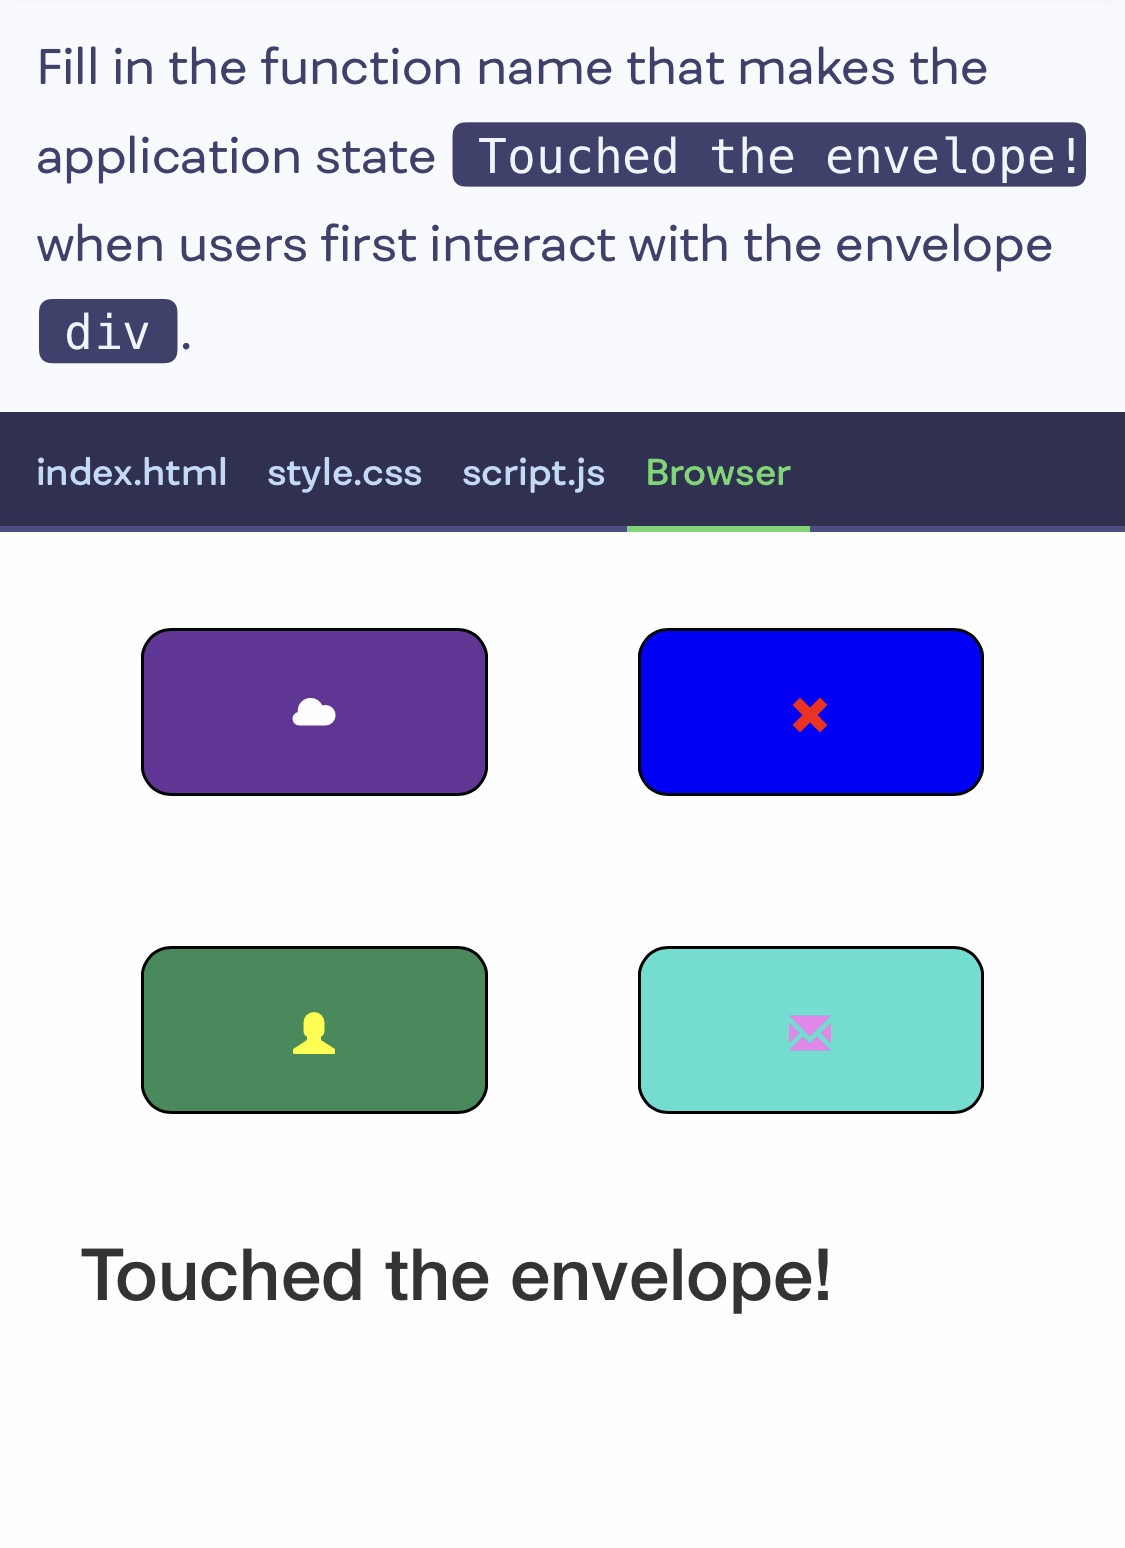 Fill in the function name that makes the
application state Touched the envelope!
when users first interact with the envelope
div.
index.html style.css script.js Browser
Touched the envelope!